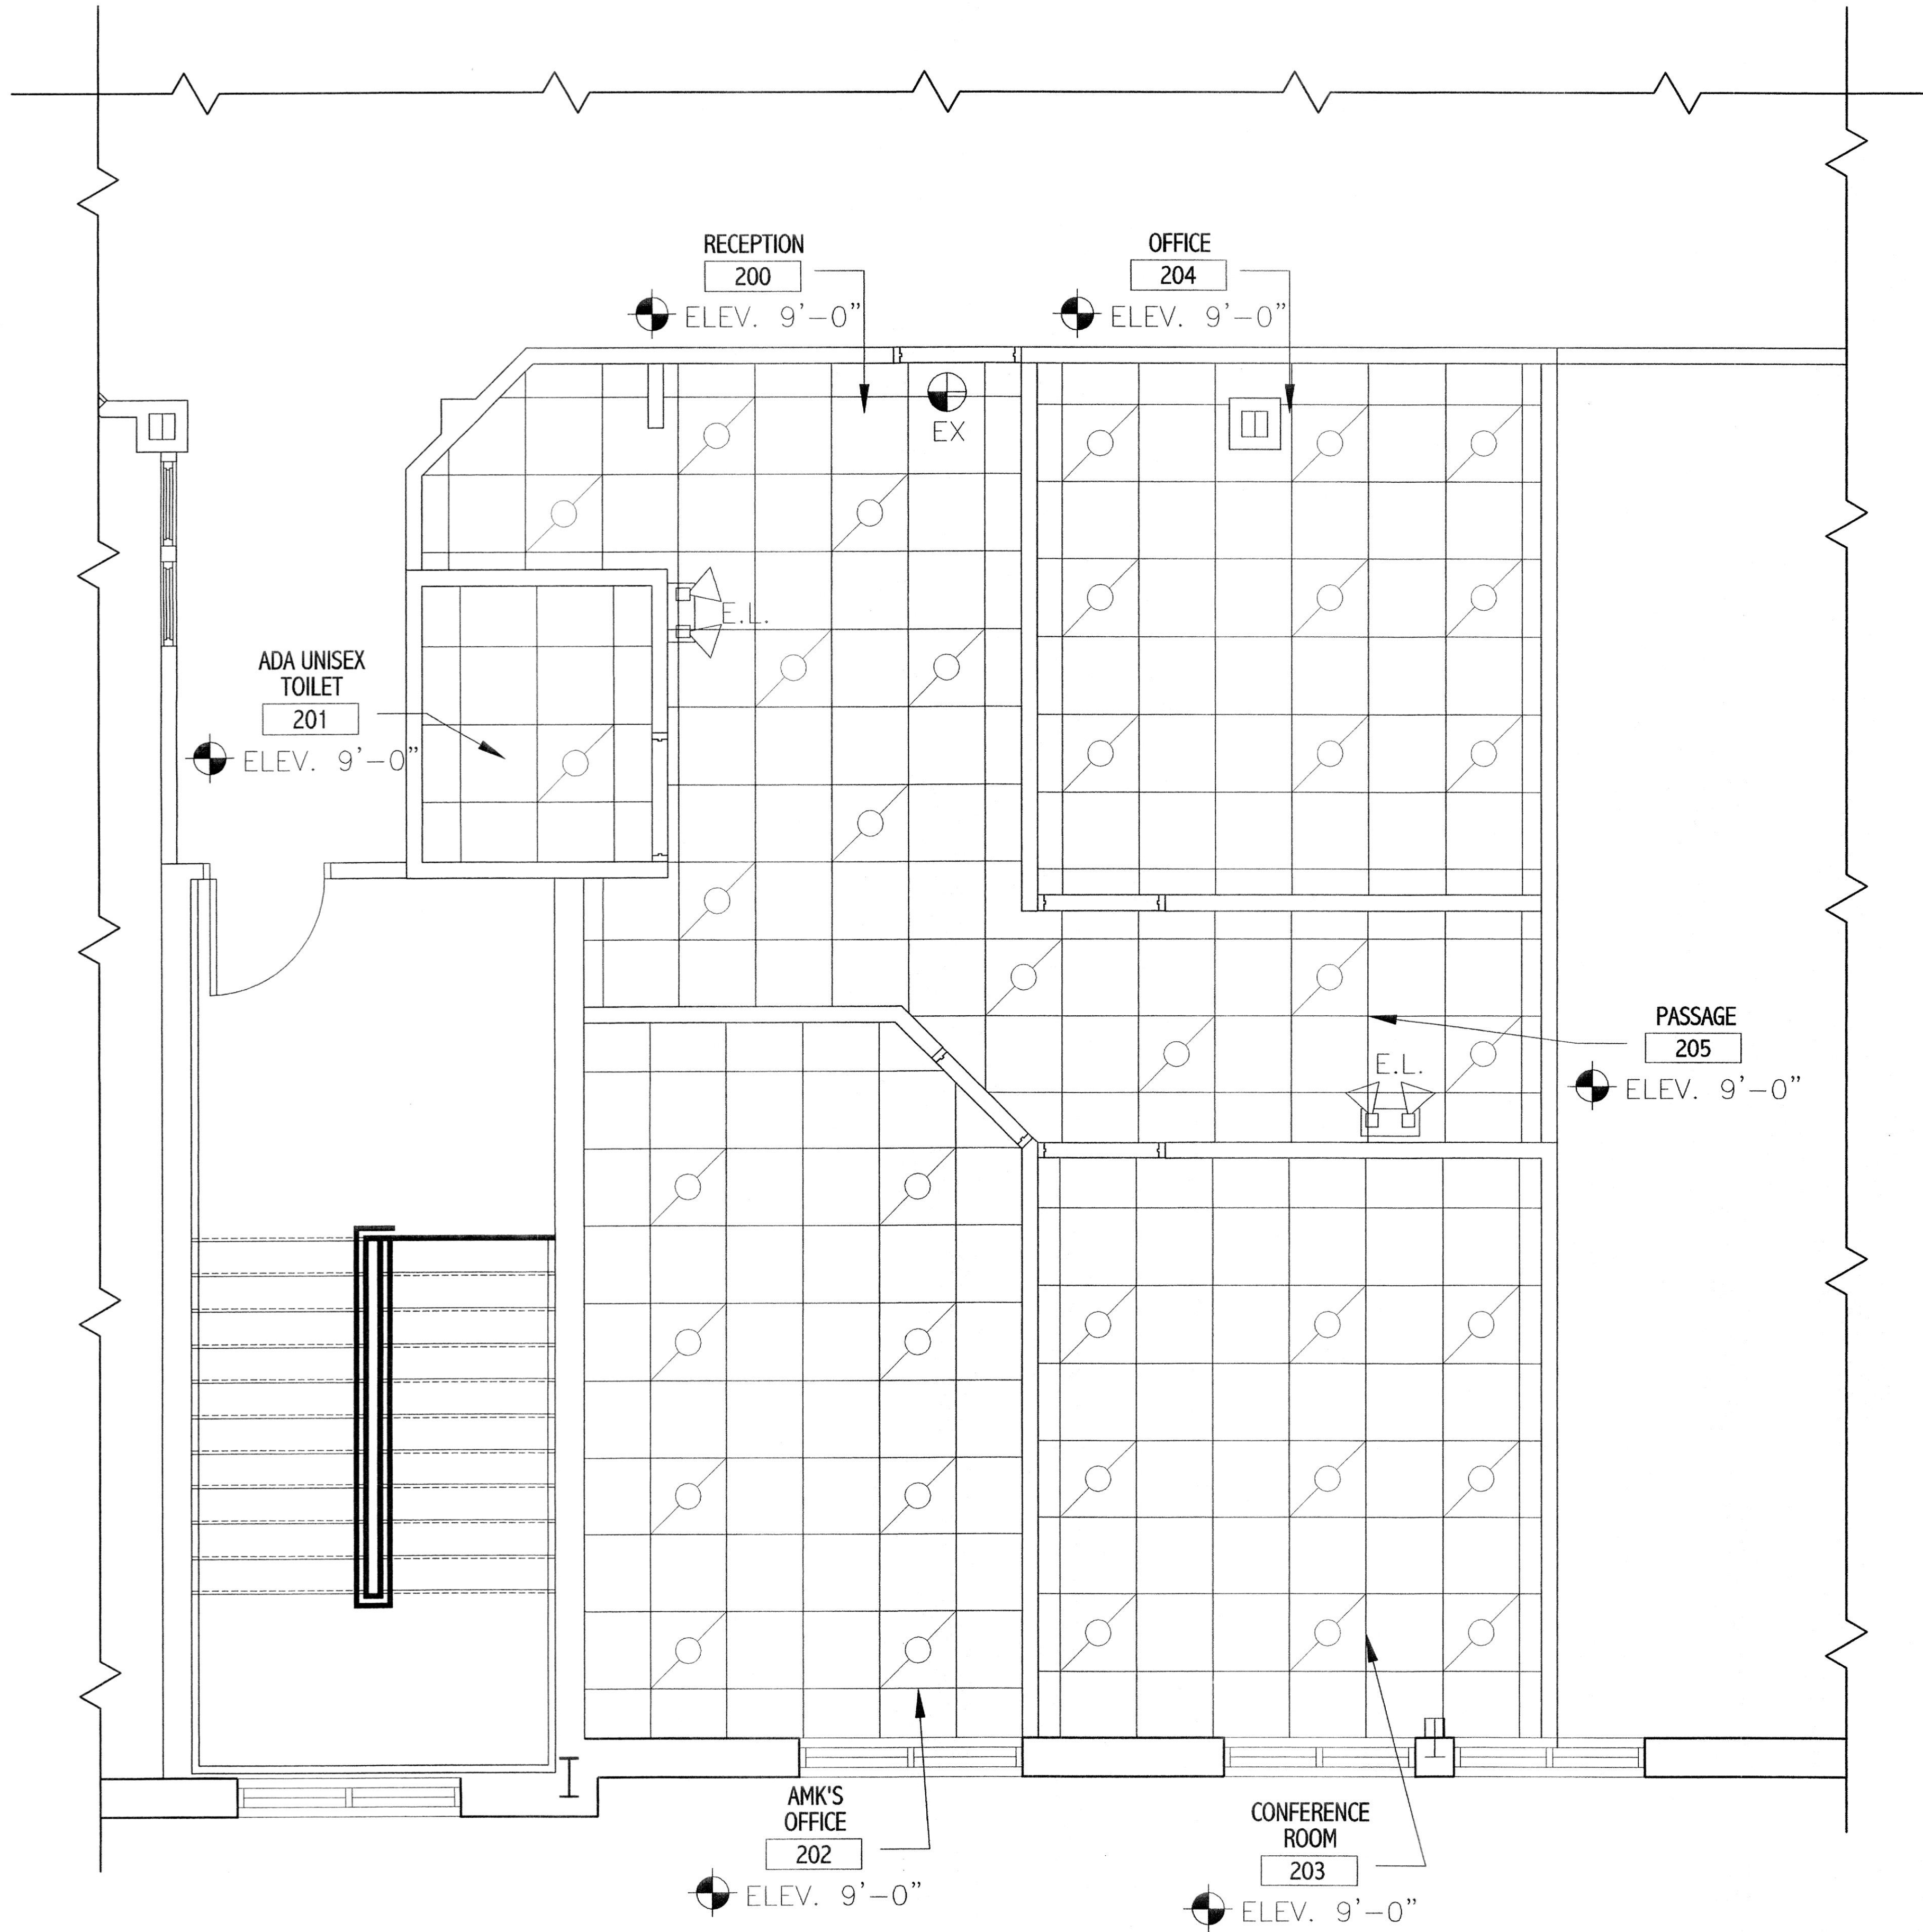 RECEPTION
200
ELEV. 9'-0"
OFFICE
204
ELEV. 9'-0"
EX
E.L.
ADA UNISEX
TOILET
201
ELEV. 9'-0"
PASSAGE
205
ELEV. 9'-0"
E.L.
AMK'S
OFFICE
202
ELEV. 9'-0"
CONFERENCE
ROOM
203
ELEV. 9'-0"